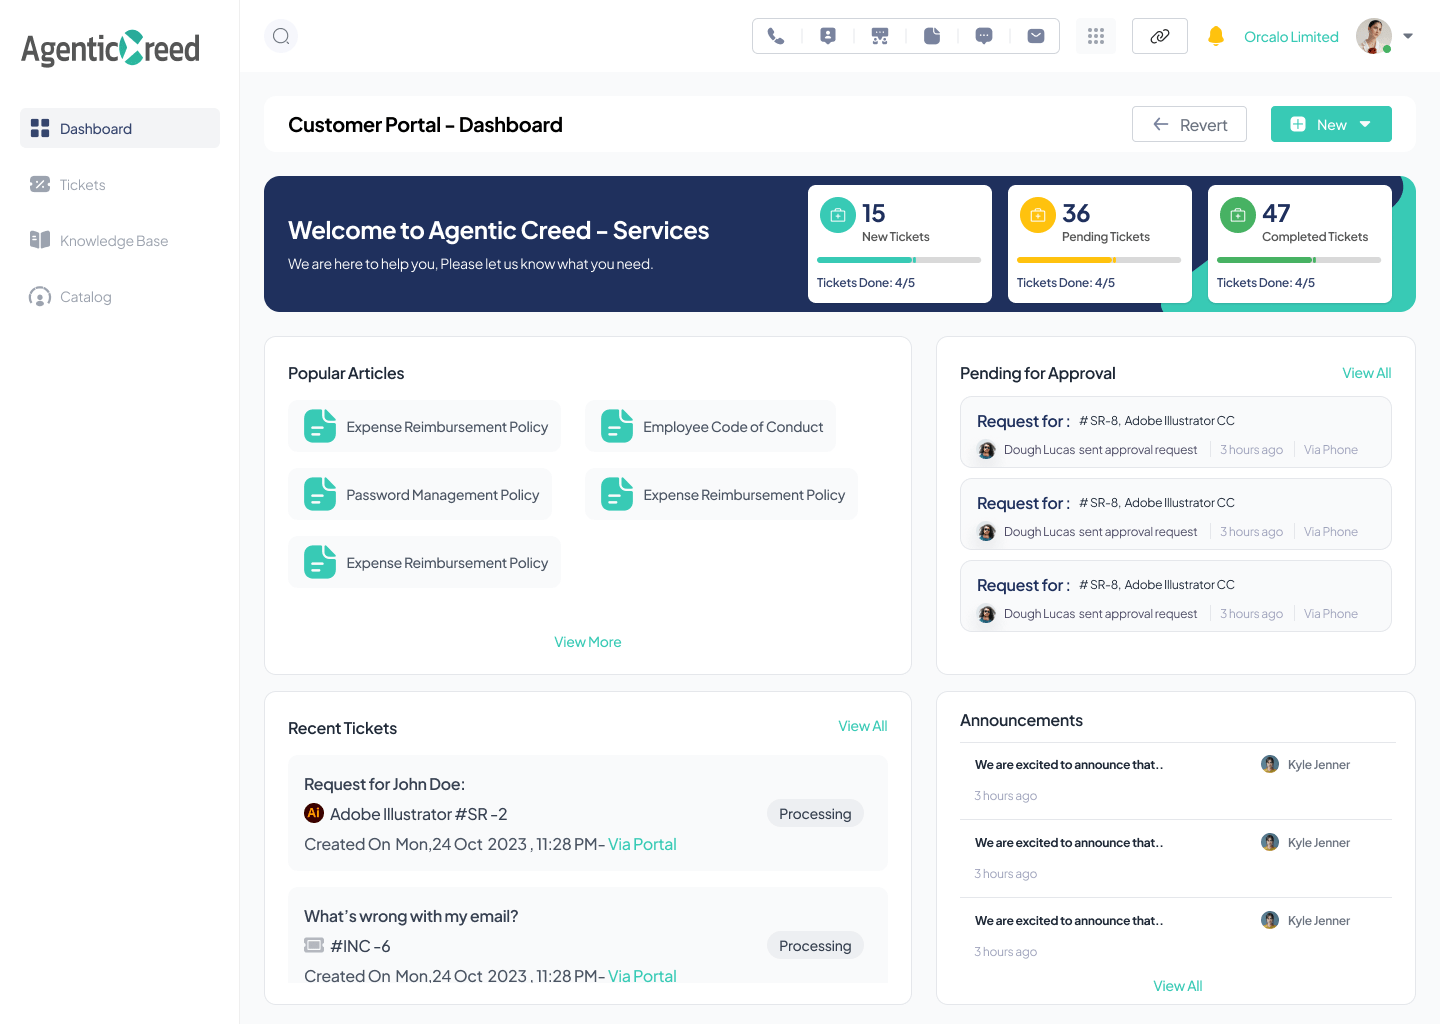 AgenticCreed
Orcalo Limited
Dashboard
Tickets
Knowledge Base
Catalog
Customer Portal - Dashboard
Revert
New
Welcome to Agentic Creed - Services
We are here to help you, Please let us know what you need.
15
New Tickets
Tickets Done: 4/5
36
Pending Tickets
Tickets Done: 4/5
47
Completed Tickets
Tickets Done: 4/5
Popular Articles
Expense Reimbursement Policy
Employee Code of Conduct
Password Management Policy
Expense Reimbursement Policy
Expense Reimbursement Policy
View More
Pending for Approval
View All
Request for : # SR-8, Adobe Illustrator CC
Dough Lucas sent approval request 3 hours ago Via Phone
Request for : # SR-8, Adobe Illustrator CC
Dough Lucas sent approval request 3 hours ago Via Phone
Request for : # SR-8, Adobe Illustrator CC
Dough Lucas sent approval request 3 hours ago Via Phone
Recent Tickets
View All
Request for John Doe:
Ai Adobe Illustrator #SR -2
Processing
Created On Mon,24 Oct 2023 , 11:28 PM- Via Portal
What's wrong with my email?
#INC -6
Processing
Created On Mon,24 Oct 2023 , 11:28 PM- Via Portal
Announcements
We are excited to announce that..
Kyle Jenner
3 hours ago
We are excited to announce that..
Kyle Jenner
3 hours ago
We are excited to announce that..
Kyle Jenner
3 hours ago
View All